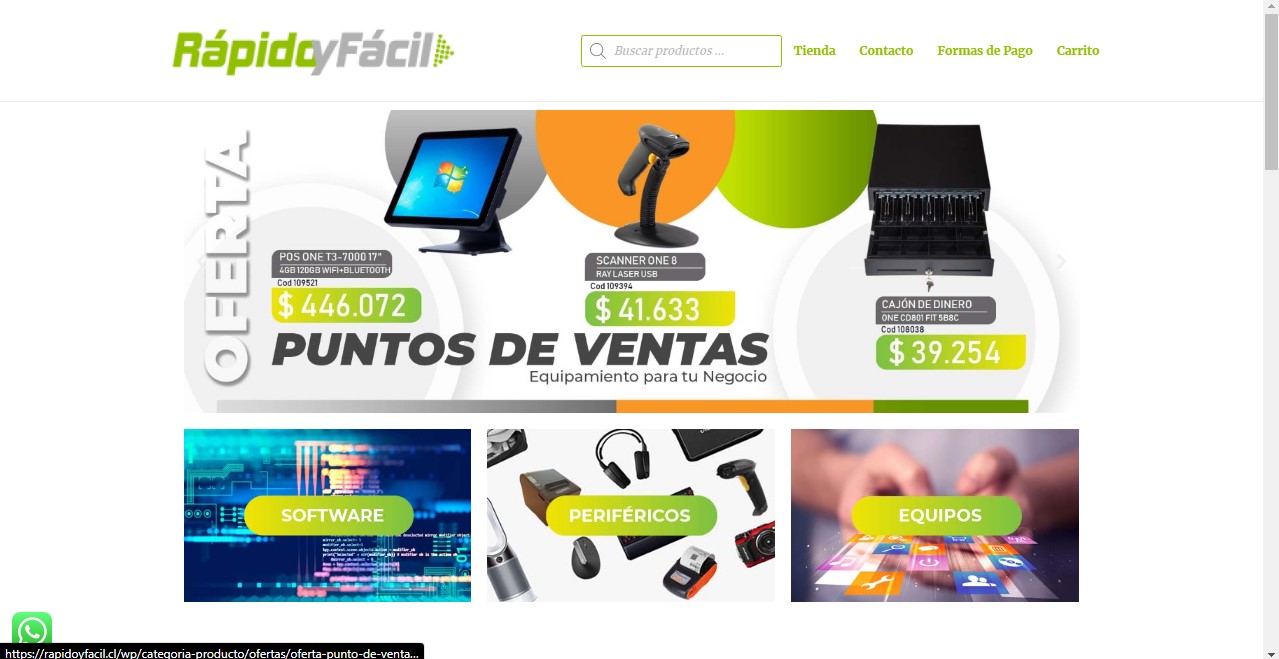 RápidoyFácil
Buscar productos ...
Tienda
Contacto
Formas de Pago
Carrito
OFERTA
POS ONE T3-7000 17"
4GB 120GB WIFI+BLUETOOTH
Cod 109521
$ 446.072
SCANNER ONE 8
RAY LASER USB
Cod 109394
$ 41.633
CAJÓN DE DINERO
ONE CD801 FIT 5B8C
Cod 108038
$ 39.254
PUNTOS DE VENTAS
Equipamiento para tu Negocio
SOFTWARE
PERIFÉRICOS
EQUIPOS
https://rapidoyfacil.cl/wp/categoria-producto/ofertas/oferta-punto-de-venta...